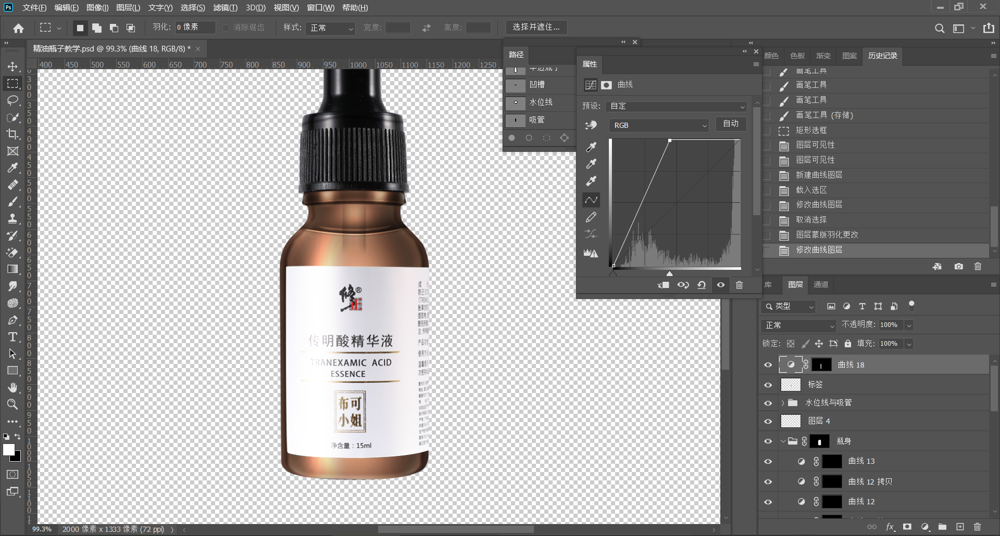 Ps 文件(F) 编辑(E) 图像(I) 图层(L) 文字(Y) 选择(S) 滤镜(T) 3D(D) 视图(V) 窗口(W) 帮助(H)
羽化: 0 像素 消除锯齿 样式: 正常 宽度: 高度: 选择并遮住...
精油瓶子教学.psd @ 99.3% (曲线 18, RGB/8) *
400 450 500 550 600 650 700 750 800 850 900 950 1000 1050 1100 1150 1200 1250
路径
凹槽
水位线
吸管
属性
曲线
预设: 自定
RGB 自动
颜色 色板 渐变 图案 历史记录
画笔工具
画笔工具
画笔工具
画笔工具 (存储)
矩形选框
图层可见性
图层可见性
新建曲线图层
载入选区
修改曲线图层
取消选择
图层蒙版羽化更改
修改曲线图层
库 图层 通道
类型
正常 不透明度: 100%
锁定: 填充: 100%
曲线 18
标签
水位线与吸管
图层 4
瓶身
曲线 13
曲线 12 拷贝
曲线 12
修正
®
传明酸精华液
TRANEXAMIC ACID
ESSENCE
布可
小姐
净含量：15ml
99.3% 2000 像素 x 1333 像素 (72 ppi)